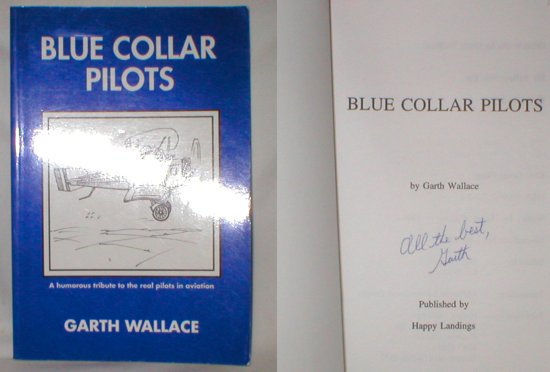 BLUE COLLAR
PILOTS
A humorous tribute to the real pilots in aviation
GARTH WALLACE
BLUE COLLAR PILOTS
by Garth Wallace
All the best,
Garth
Published by
Happy Landings